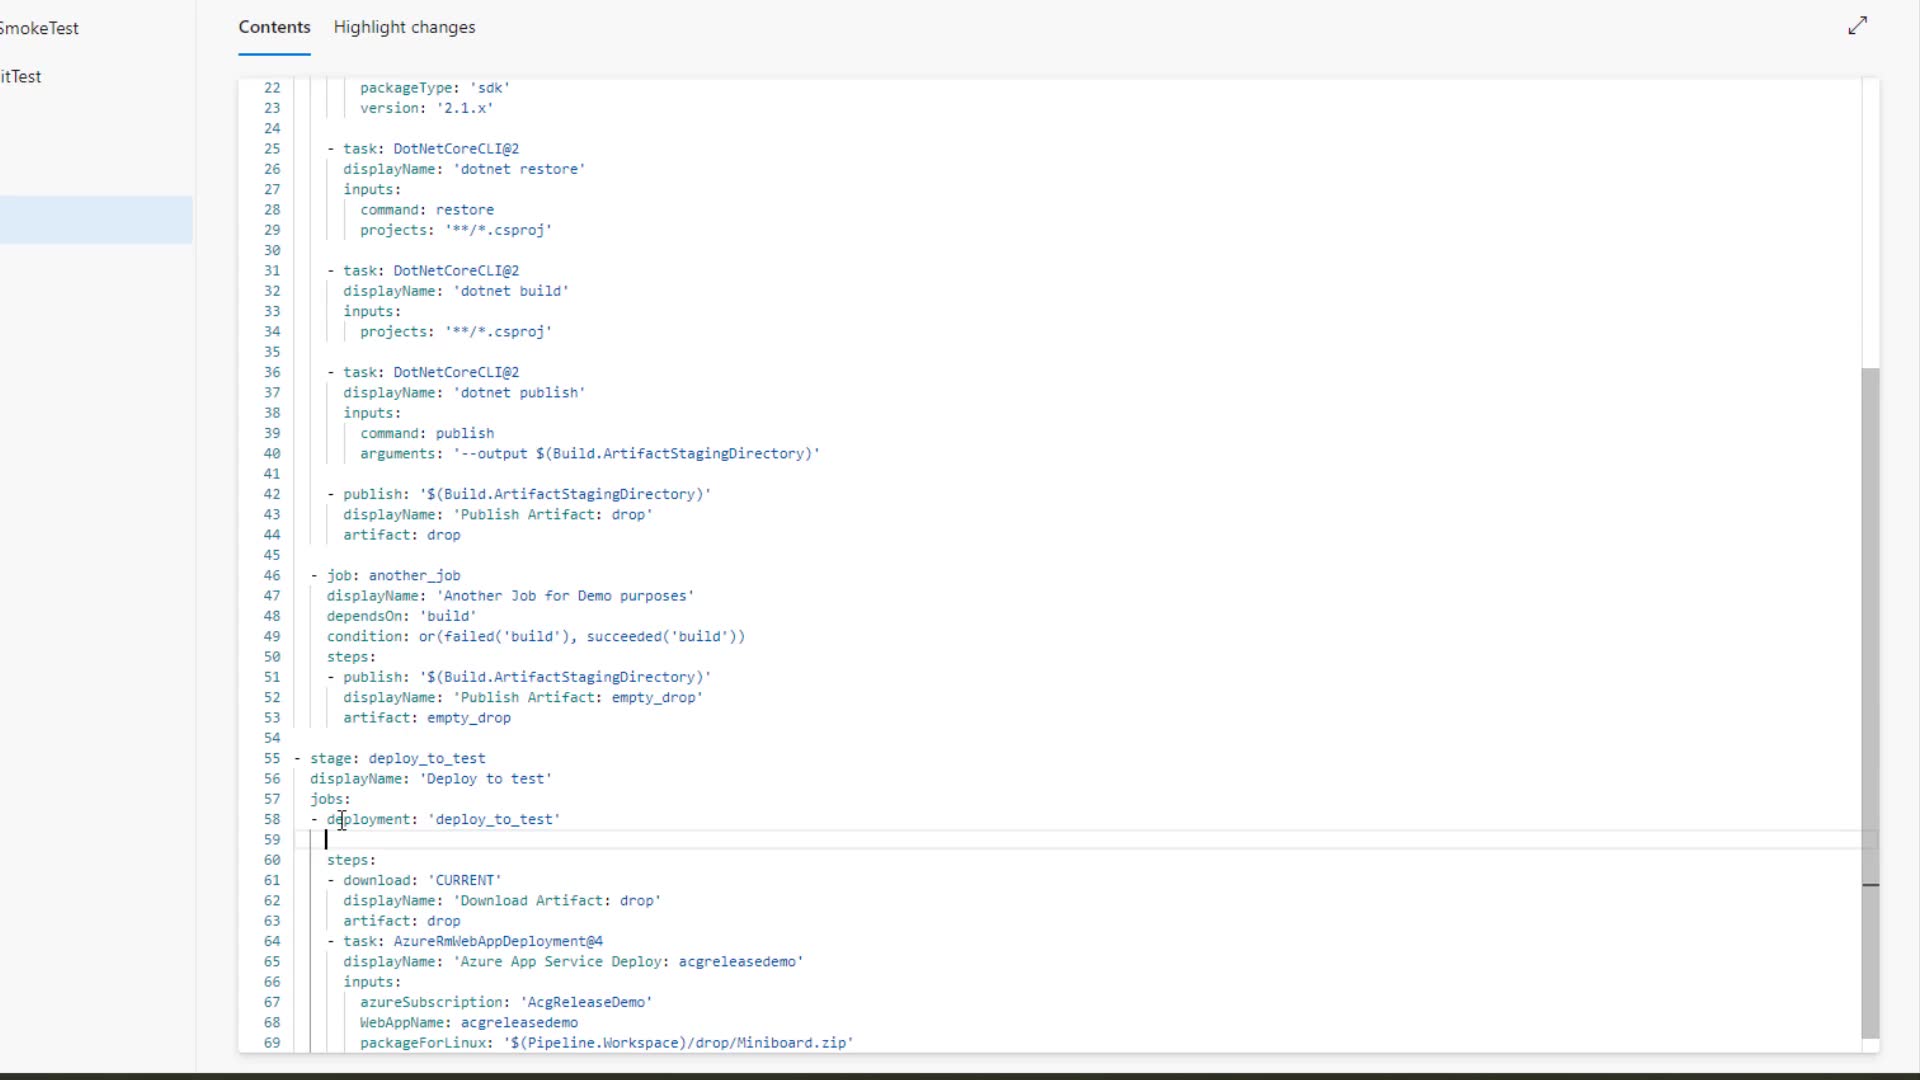 SmokeTest
itTest
Contents Highlight changes
22 packageType: 'sdk'
23 version: '2.1.x'
24
25 - task: DotNetCoreCLI@2
26 displayName: 'dotnet restore'
27 inputs:
28 command: restore
29 projects: '**/*.csproj'
30
31 - task: DotNetCoreCLI@2
32 displayName: 'dotnet build'
33 inputs:
34 projects: '**/*.csproj'
35
36 - task: DotNetCoreCLI@2
37 displayName: 'dotnet publish'
38 inputs:
39 command: publish
40 arguments: '--output $(Build.ArtifactStagingDirectory)'
41
42 - publish: '$(Build.ArtifactStagingDirectory)'
43 displayName: 'Publish Artifact: drop'
44 artifact: drop
45
46 - job: another_job
47 displayName: 'Another Job for Demo purposes'
48 dependsOn: 'build'
49 condition: or(failed('build'), succeeded('build'))
50 steps:
51 - publish: '$(Build.ArtifactStagingDirectory)'
52 displayName: 'Publish Artifact: empty_drop'
53 artifact: empty_drop
54
55 - stage: deploy_to_test
56 displayName: 'Deploy to test'
57 jobs:
58 - deployment: 'deploy_to_test'
59
60 steps:
61 - download: 'CURRENT'
62 displayName: 'Download Artifact: drop'
63 artifact: drop
64 - task: AzureRmWebAppDeployment@4
65 displayName: 'Azure App Service Deploy: acgreleasedemo'
66 inputs:
67 azureSubscription: 'AcgReleaseDemo'
68 WebAppName: acgreleasedemo
69 packageForLinux: '$(Pipeline.Workspace)/drop/Miniboard.zip'